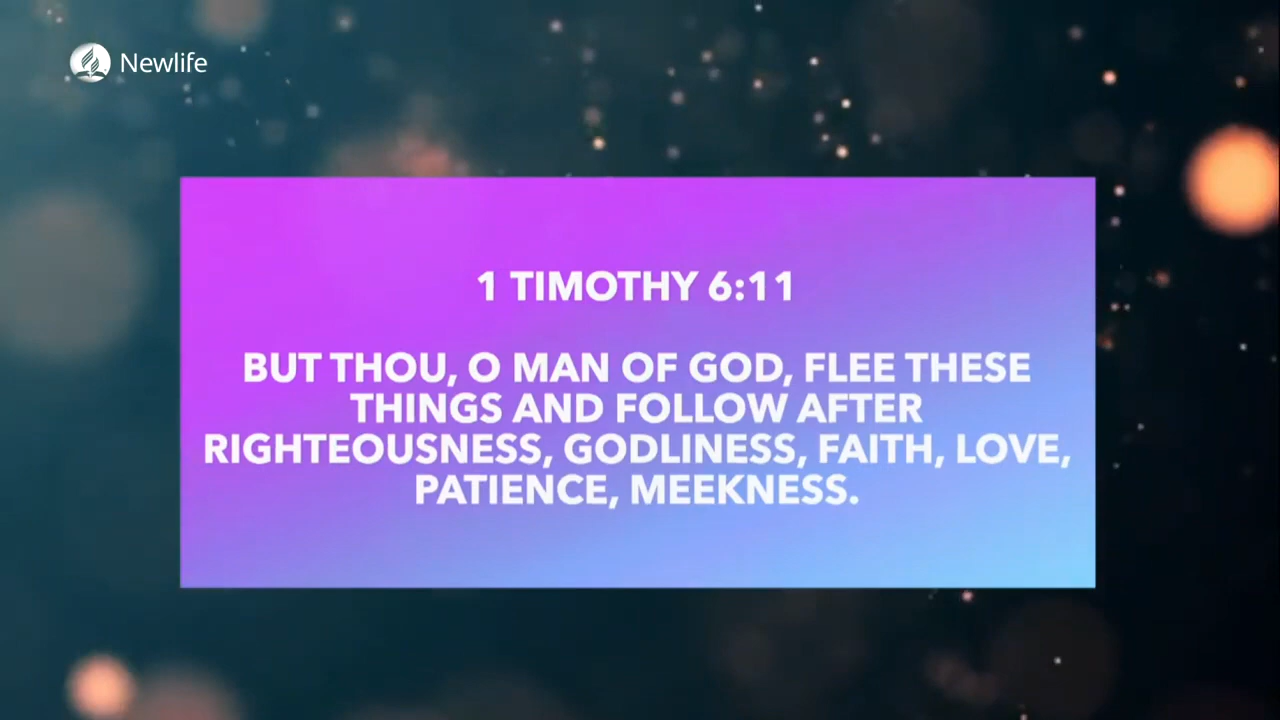 Newlife
1 TIMOTHY 6:11
BUT THOU, O MAN OF GOD, FLEE THESE
THINGS AND FOLLOW AFTER
RIGHTEOUSNESS, GODLINESS, FAITH, LOVE,
PATIENCE, MEEKNESS.